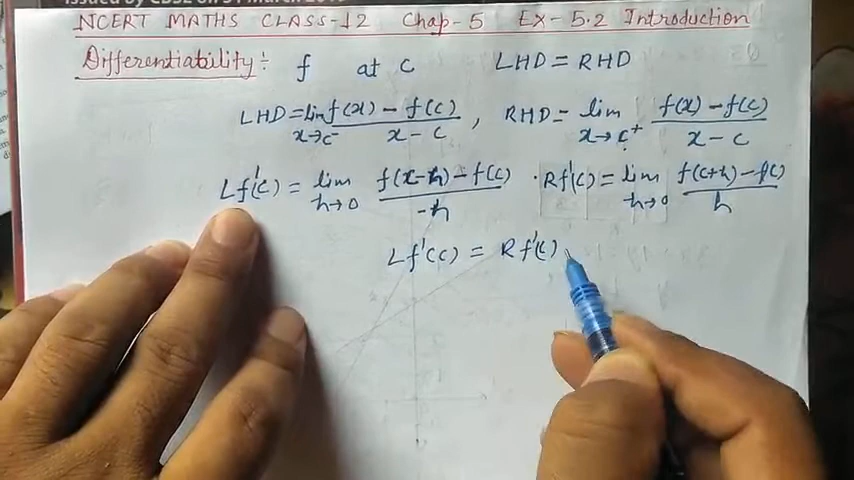 NCERT MATHS CLASS-12 Chap-5 Ex-5.2 Introduction
Differentiability:- f at c LHD = RHD
LHD = lim x→c⁻ f(x) - f(c) / x - c , RHD = lim x→c⁺ f(x) - f(c) / x - c
Lf'(c) = lim h→0 f(x-h) - f(c) / -h . Rf'(c) = lim h→0 f(c+h) - f(c) / h
Lf'(c) = Rf'(c)